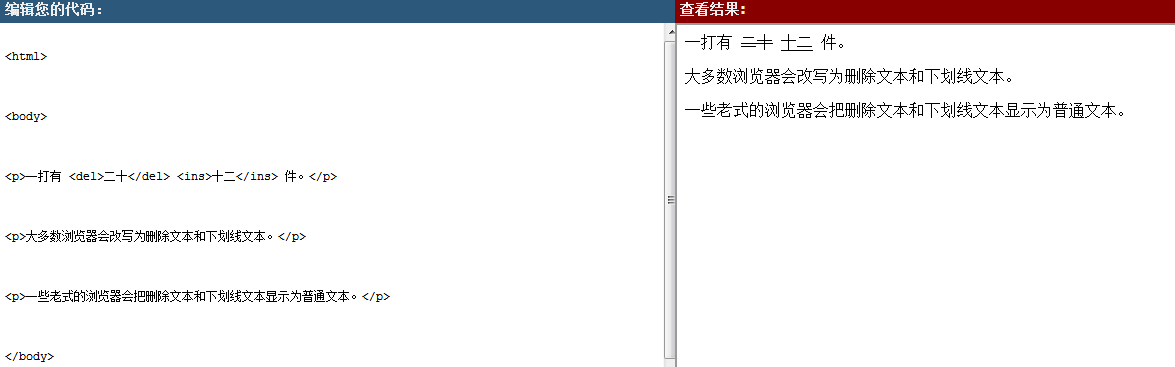 编辑您的代码：
<html>
<body>
<p>一打有 <del>二十</del> <ins>十二</ins> 件。</p>
<p>大多数浏览器会改写为删除文本和下划线文本。</p>
<p>一些老式的浏览器会把删除文本和下划线文本显示为普通文本。</p>
</body>
查看结果:
一打有 二十 十二 件。
大多数浏览器会改写为删除文本和下划线文本。
一些老式的浏览器会把删除文本和下划线文本显示为普通文本。